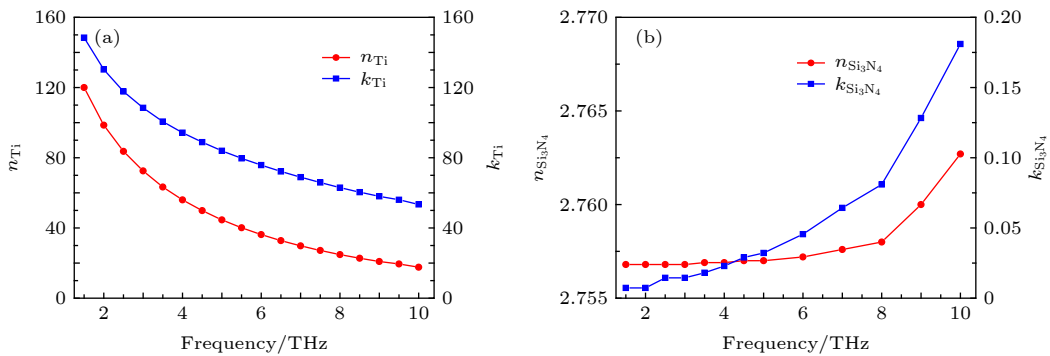 (a)
n_Ti
k_Ti
160
120
80
40
0
n_Ti
160
120
80
40
0
k_Ti
2 4 6 8 10
Frequency/THz
(b)
n_Si₃N₄
k_Si₃N₄
2.770
2.765
2.760
2.755
n_Si₃N₄
0.20
0.15
0.10
0.05
0
k_Si₃N₄
2 4 6 8 10
Frequency/THz